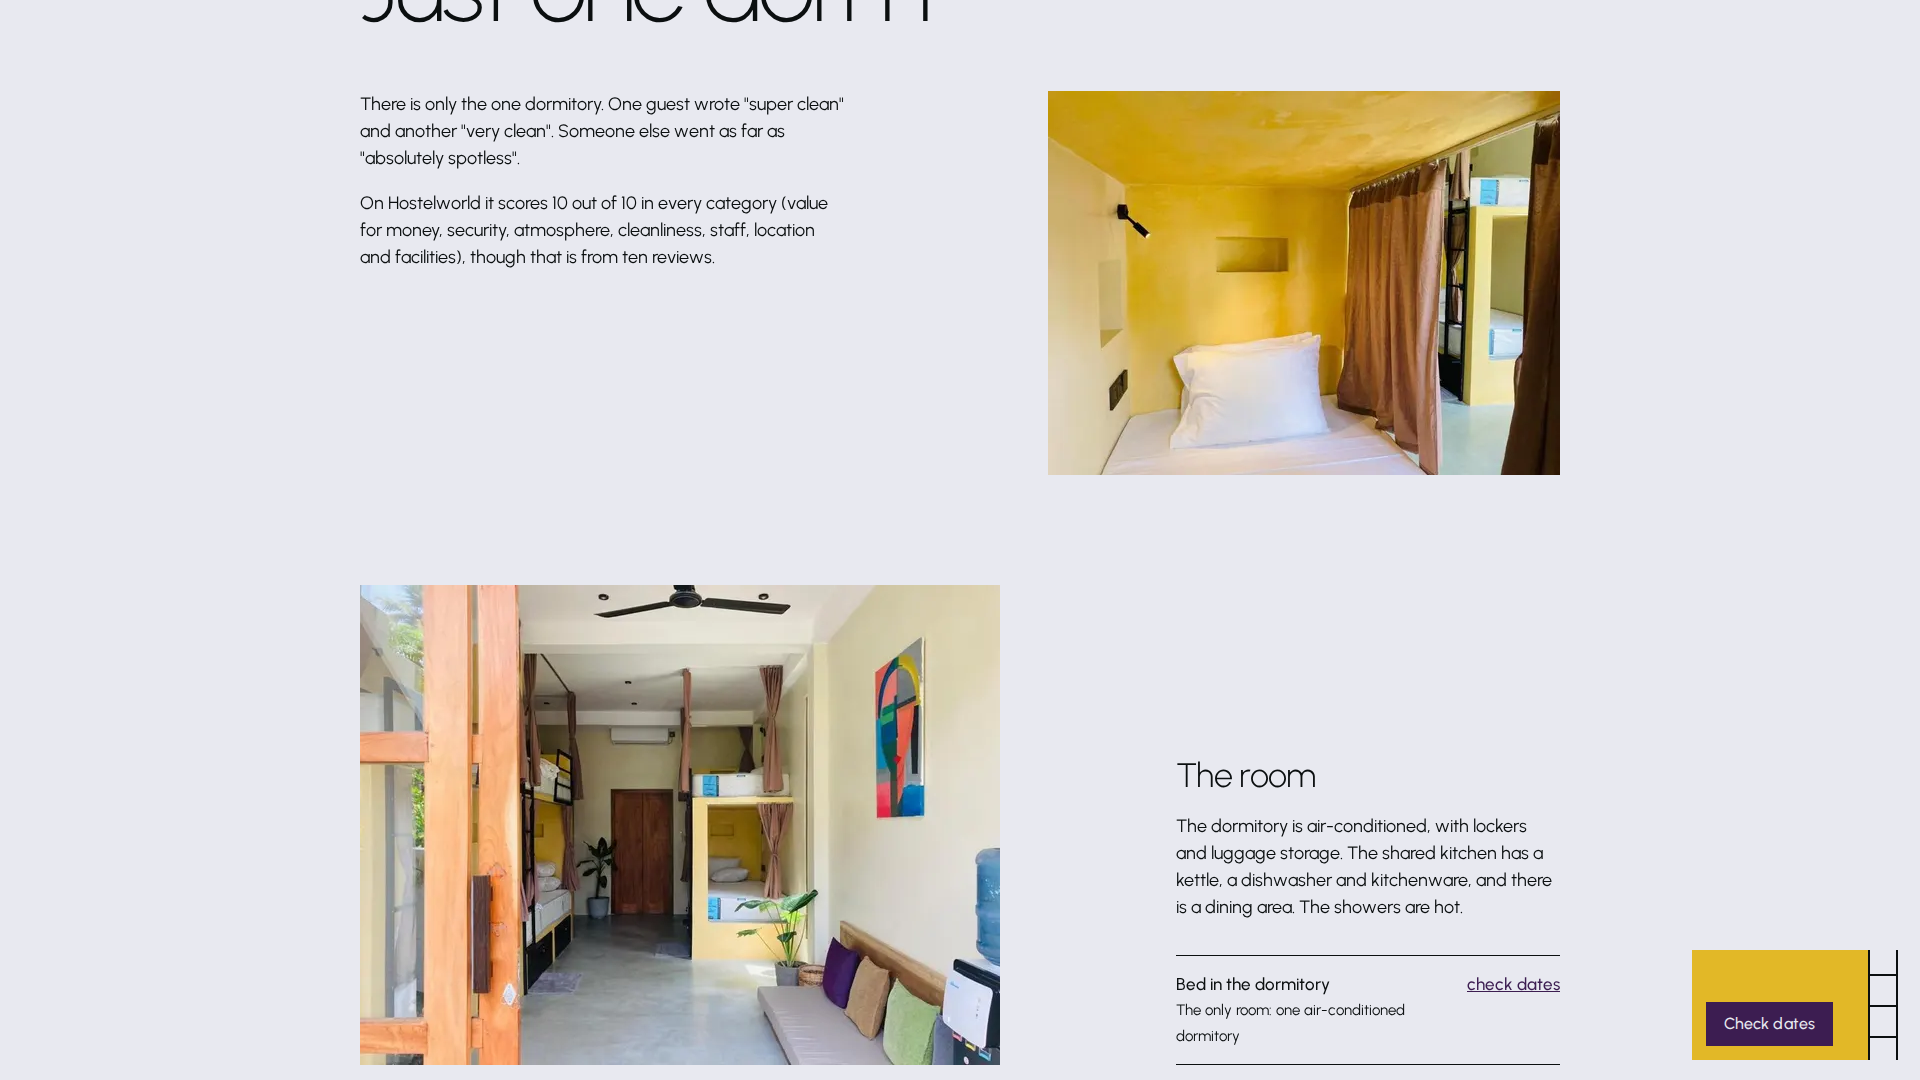 Just one dorm
There is only the one dormitory. One guest wrote "super clean"
and another "very clean". Someone else went as far as
"absolutely spotless".
On Hostelworld it scores 10 out of 10 in every category (value
for money, security, atmosphere, cleanliness, staff, location
and facilities), though that is from ten reviews.
The room
The dormitory is air-conditioned, with lockers
and luggage storage. The shared kitchen has a
kettle, a dishwasher and kitchenware, and there
is a dining area. The showers are hot.
Bed in the dormitory
check dates
The only room: one air-conditioned
dormitory
Check dates